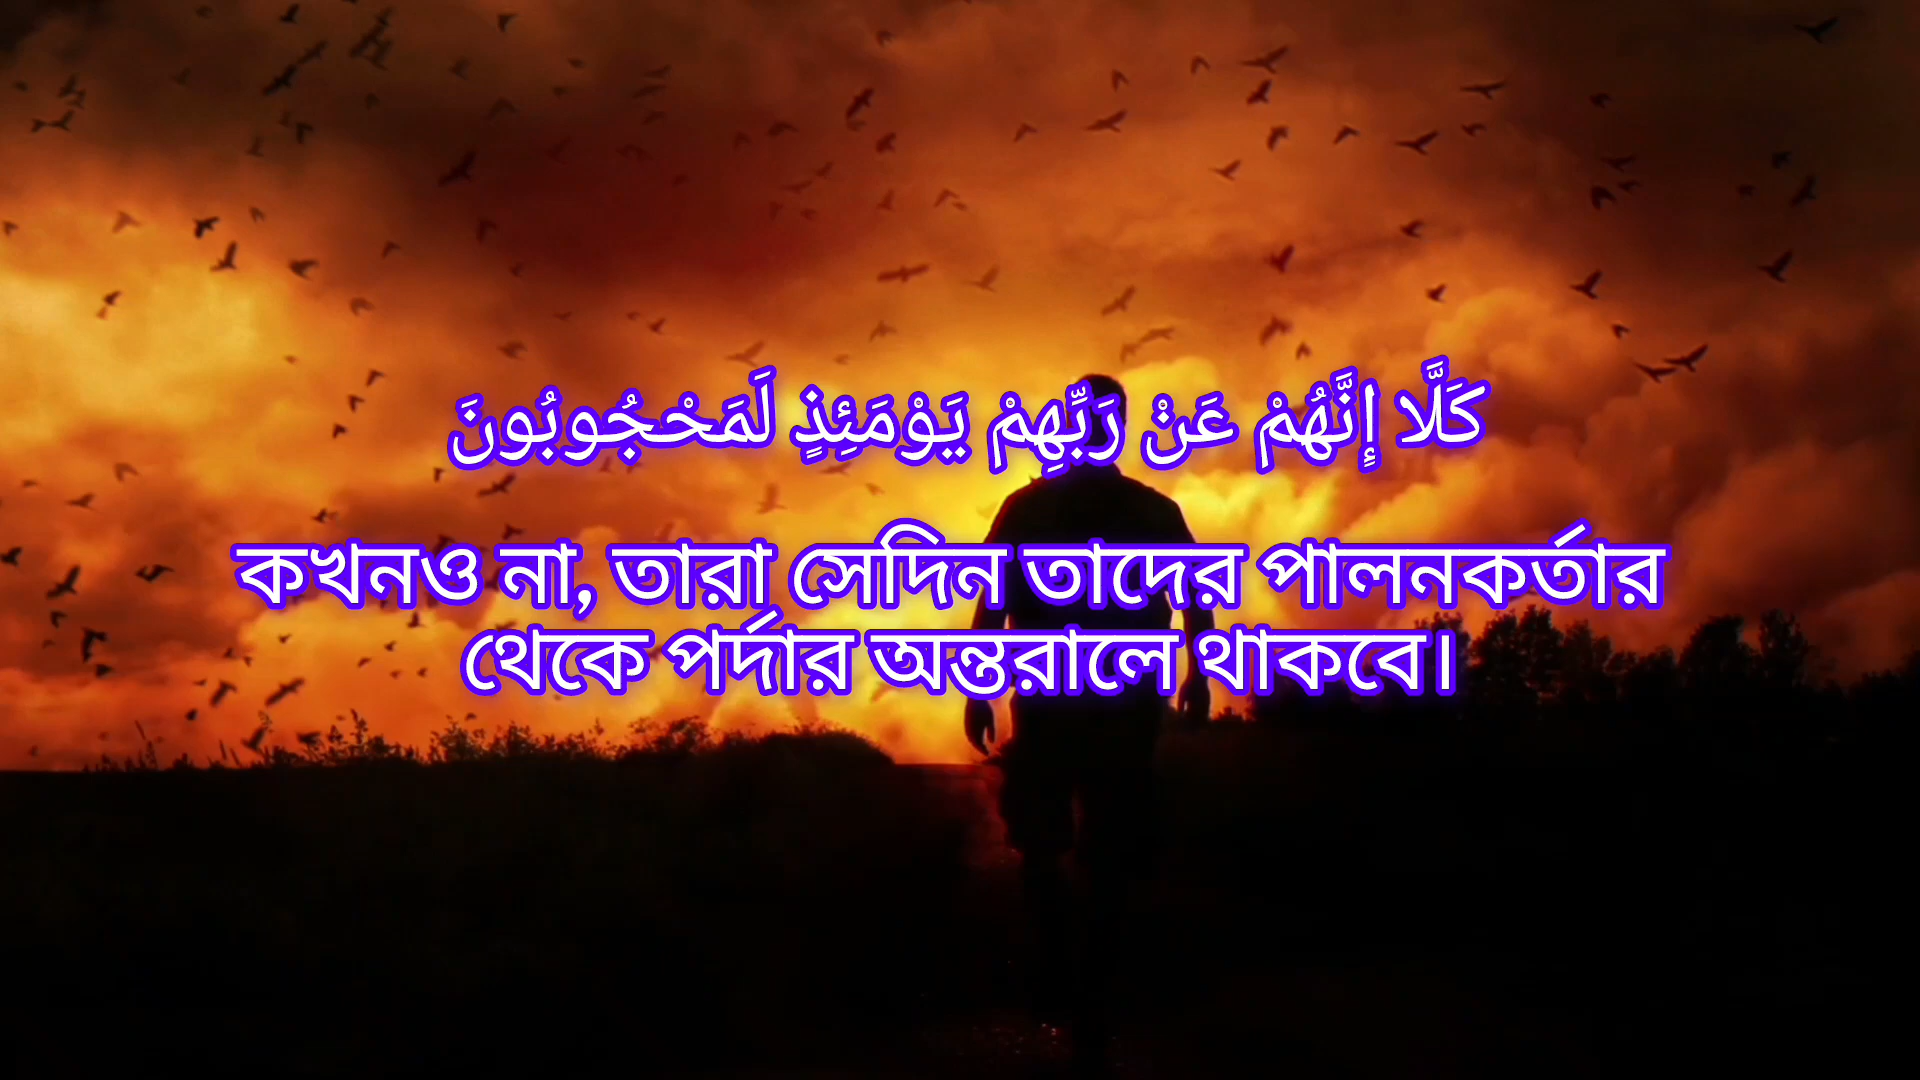 كَلَّا إِنَّهُمْ عَنْ رَبِّهِمْ يَوْمَئِذٍ لَمَحْجُوبُونَ
কখনও না, তারা সেদিন তাদের পালনকর্তার
থেকে পর্দার অন্তরালে থাকবে।